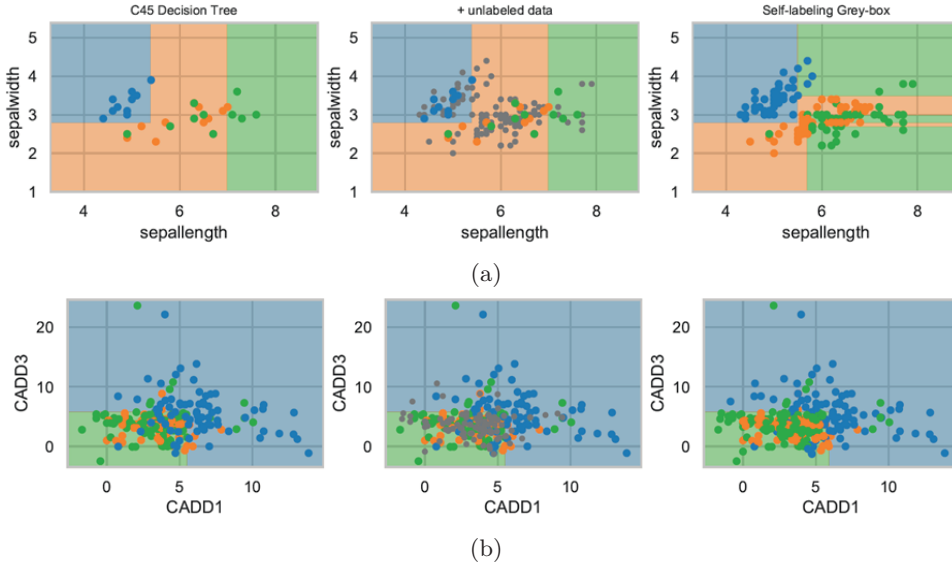 C45 Decision Tree
+ unlabeled data
Self-labeling Grey-box
sepalwidth
5
4
3
2
1
4 6 8
sepallength
sepalwidth
5
4
3
2
1
4 6 8
sepallength
sepalwidth
5
4
3
2
1
4 6 8
sepallength
(a)
CADD3
20
10
0
0 5 10
CADD1
CADD3
20
10
0
0 5 10
CADD1
CADD3
20
10
0
0 5 10
CADD1
(b)